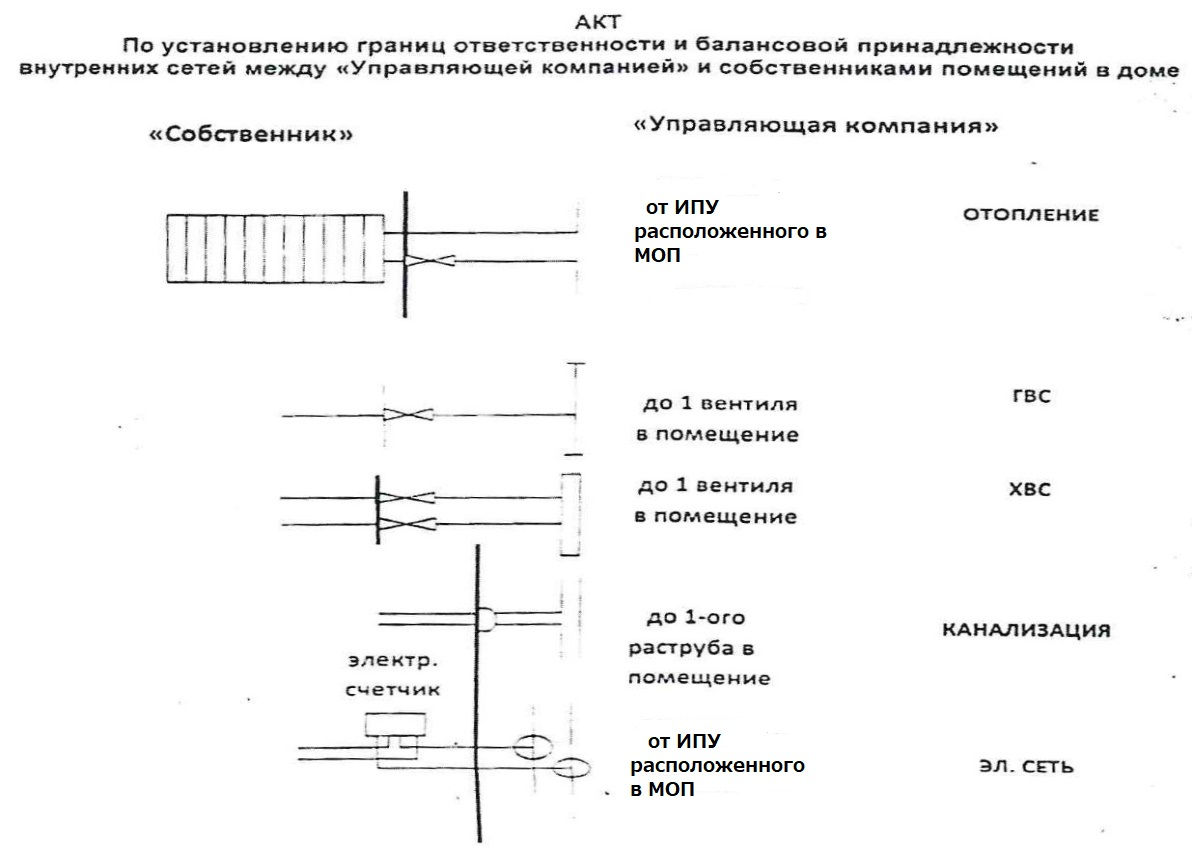 АКТ
По установлению границ ответственности и балансовой принадлежности
внутренних сетей между «Управляющей компанией» и собственниками помещений в доме
«Собственник»
«Управляющая компания»
от ИПУ
расположенного в
МОП
ОТОПЛЕНИЕ
до 1 вентиля
в помещение
ГВС
до 1 вентиля
в помещение
ХВС
до 1-ого
раструба в
помещение
КАНАЛИЗАЦИЯ
электр.
счетчик
от ИПУ
расположенного
в МОП
ЭЛ. СЕТЬ